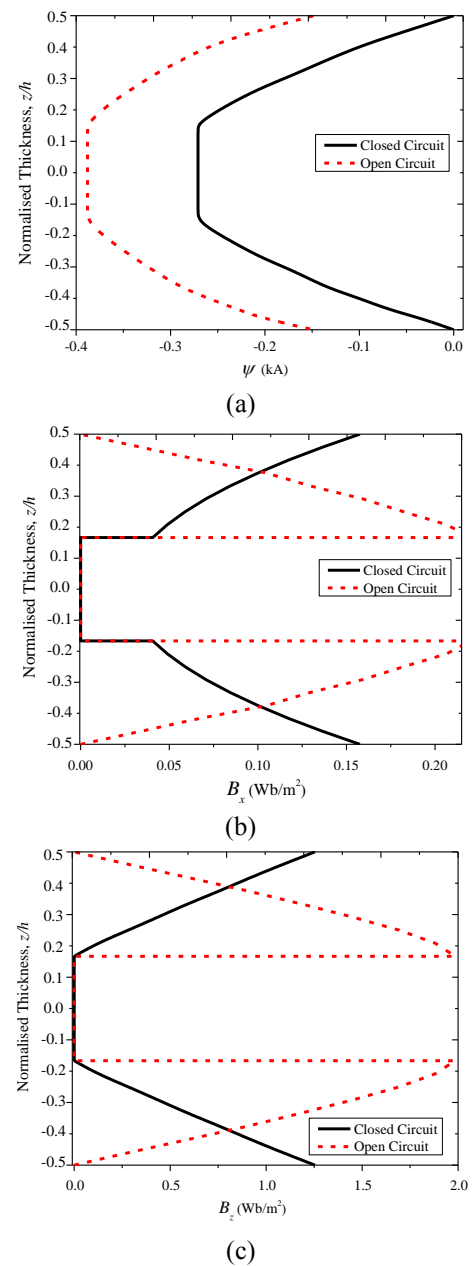 0.5
0.4
0.3
0.2
0.1
0.0
-0.1
-0.2
-0.3
-0.4
-0.5
Normalised Thickness, z/h
Closed Circuit
Open Circuit
-0.4 -0.3 -0.2 -0.1 0.0
ψ (kA)
(a)
0.5
0.4
0.3
0.2
0.1
0.0
-0.1
-0.2
-0.3
-0.4
-0.5
Normalised Thickness, z/h
Closed Circuit
Open Circuit
0.00 0.05 0.10 0.15 0.20
Bₓ (Wb/m²)
(b)
0.5
0.4
0.3
0.2
0.1
0.0
-0.1
-0.2
-0.3
-0.4
-0.5
Normalised Thickness, z/h
Closed Circuit
Open Circuit
0.0 0.5 1.0 1.5 2.0
B_z (Wb/m²)
(c)